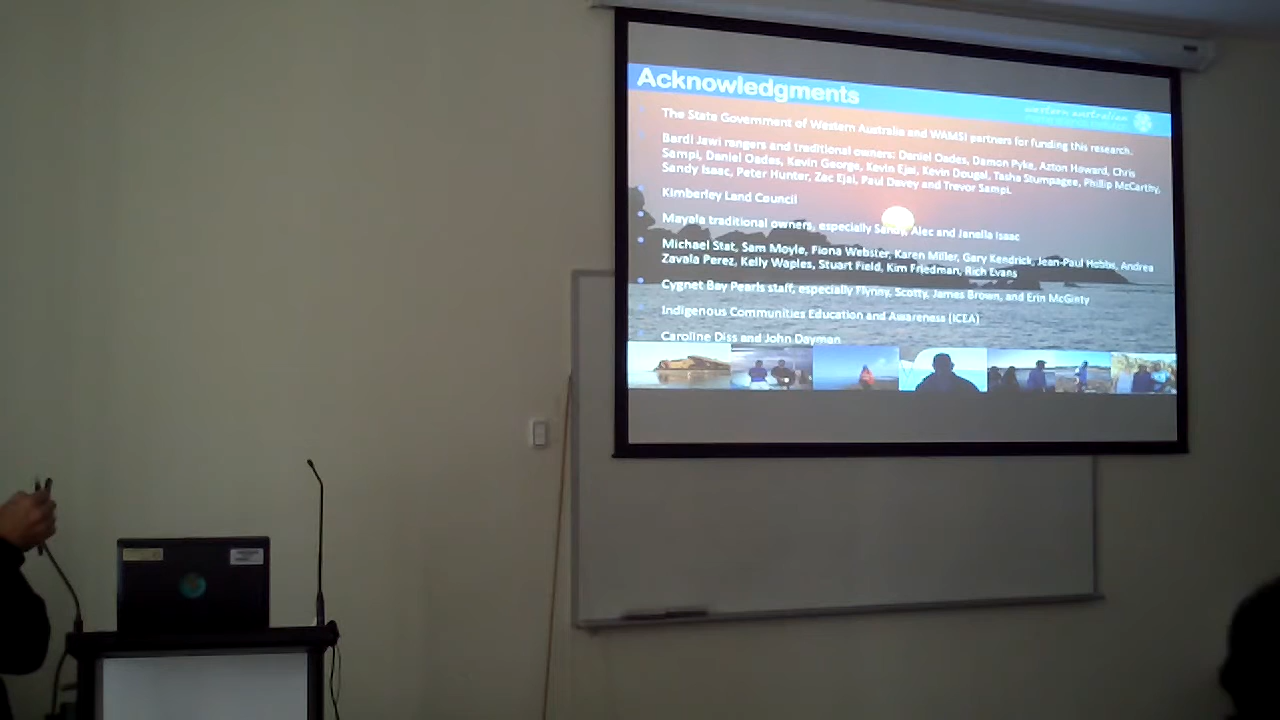 Acknowledgments
western australian
The State Government of Western Australia and WAMSI partners for funding this research.
Bardi Jawi rangers and traditional owners: Daniel Oades, Damon Pyke, Azton Howard, Chris
Sampi, Daniel Oades, Kevin George, Kevin Ejai, Kevin Dougal, Tasha Stumpagee, Phillip McCarthy,
Sandy Isaac, Peter Hunter, Zac Ejai, Paul Davey and Trevor Sampi.
Kimberley Land Council
Mayala traditional owners, especially Sandy, Alec and Janella Isaac
Michael Stat, Sam Moyle, Fiona Webster, Karen Miller, Gary Kendrick, Jean-Paul Hobbs, Andrea
Zavala Perez, Kelly Waples, Stuart Field, Kim Friedman, Rich Evans
Cygnet Bay Pearls staff, especially Flynny, Scotty, James Brown, and Erin McGinty
Indigenous Communities Education and Awareness (ICEA)
Caroline Diss and John Dayman